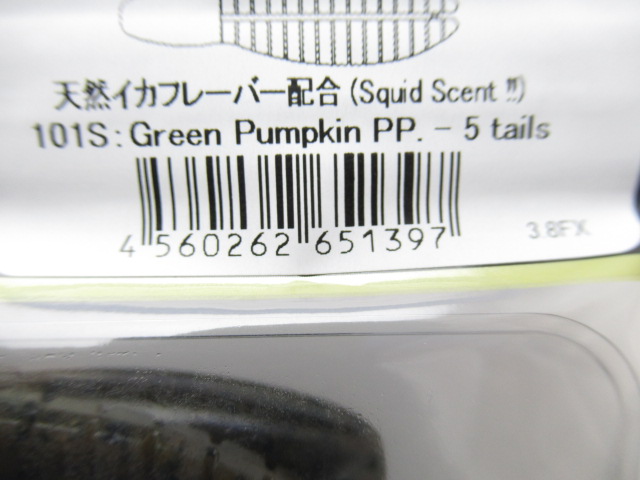 天然イカフレーバー配合 (Squid Scent !!)
101S: Green Pumpkin PP. - 5 tails
4 560262 651397
3.8FX